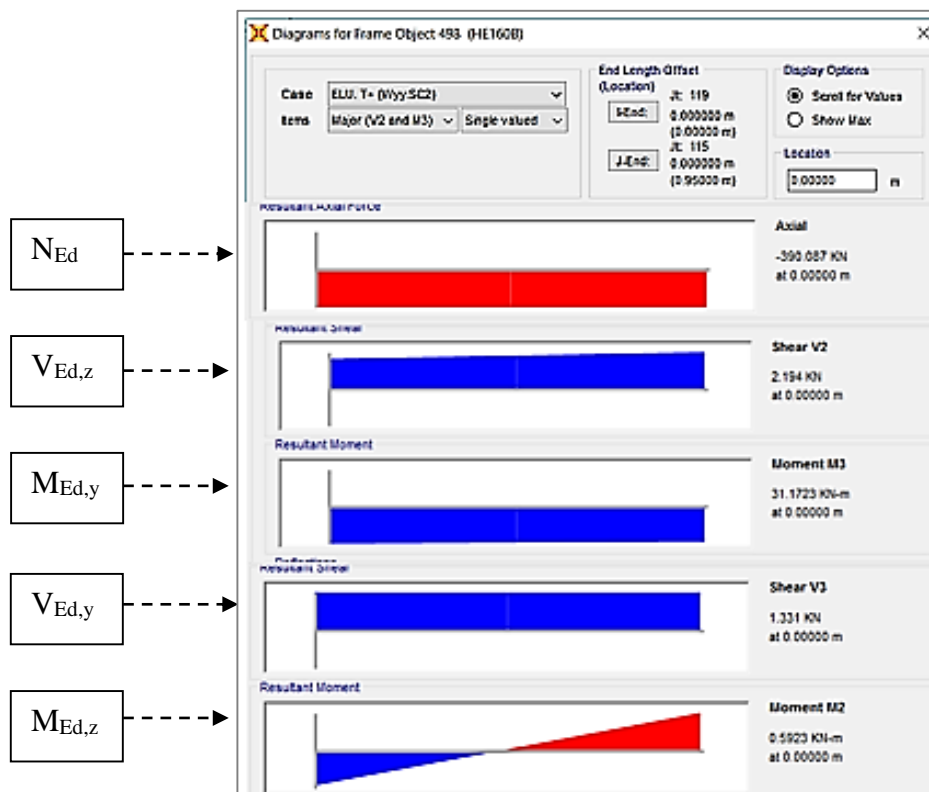 Diagrams for Frame Object 493 (HE160B)
Case ELU. T+ (Wyy.SC2)
Items Major (V2 and M3) Single valued
End Length Offset
(Location)
I-End: Jt: 119
0.000000 m
(0.00000 m)
J-End: Jt: 115
0.000000 m
(0.95000 m)
Display Options
Scroll for Values
Show Max
Location
0.00000 m
Resultant Axial Force
NEd
Axial
-390.087 KN
at 0.00000 m
Resultant Shear
VEd,z
Shear V2
2.194 KN
at 0.00000 m
Resultant Moment
MEd,y
Moment M3
31.1723 KN-m
at 0.00000 m
Deflections
Resultant Shear
VEd,y
Shear V3
1.331 KN
at 0.00000 m
Resultant Moment
MEd,z
Moment M2
0.5923 KN-m
at 0.00000 m